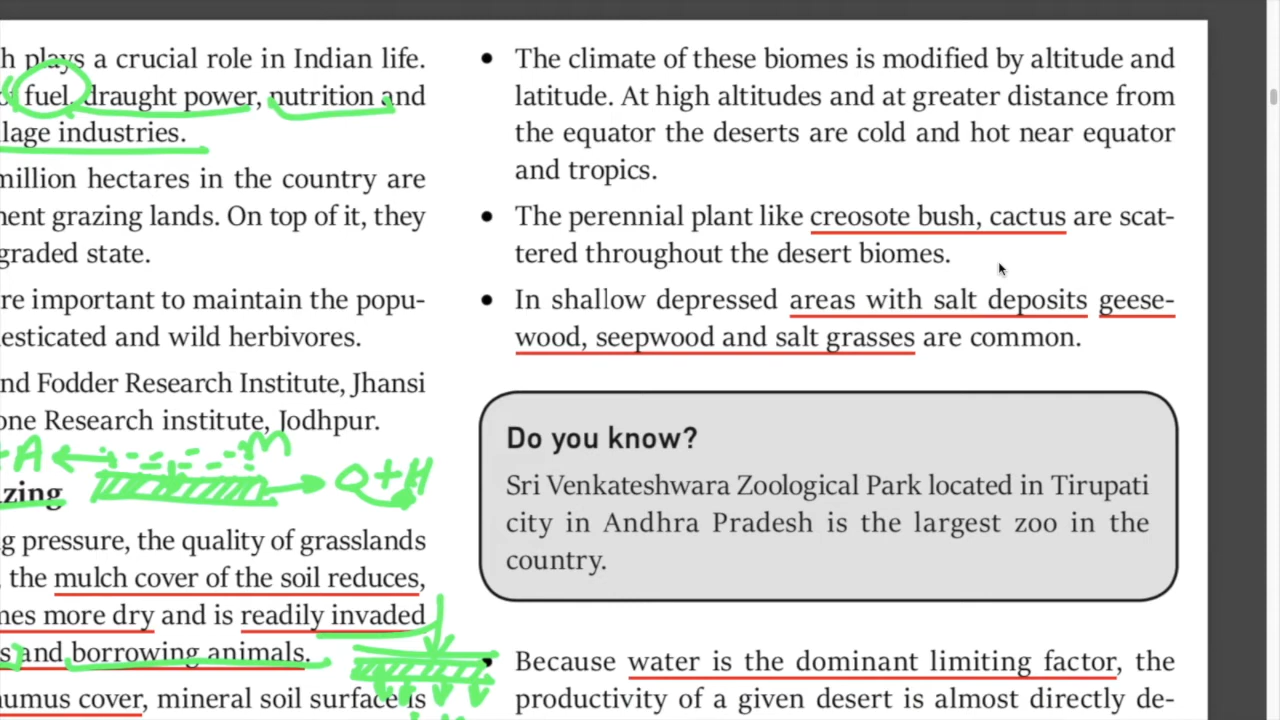 h plays a crucial role in Indian life.
fuel, draught power, nutrition and
lage industries.
million hectares in the country are
nent grazing lands. On top of it, they
graded state.
re important to maintain the popu-
esticated and wild herbivores.
nd Fodder Research Institute, Jhansi
one Research institute, Jodhpur.
+A
m
O+H
zing
g pressure, the quality of grasslands
, the mulch cover of the soil reduces,
nes more dry and is readily invaded
s and borrowing animals.
umus cover, mineral soil surface is
• The climate of these biomes is modified by altitude and
latitude. At high altitudes and at greater distance from
the equator the deserts are cold and hot near equator
and tropics.
• The perennial plant like creosote bush, cactus are scat-
tered throughout the desert biomes.
• In shallow depressed areas with salt deposits geese-
wood, seepwood and salt grasses are common.
Do you know?
Sri Venkateshwara Zoological Park located in Tirupati
city in Andhra Pradesh is the largest zoo in the
country.
• Because water is the dominant limiting factor, the
productivity of a given desert is almost directly de-